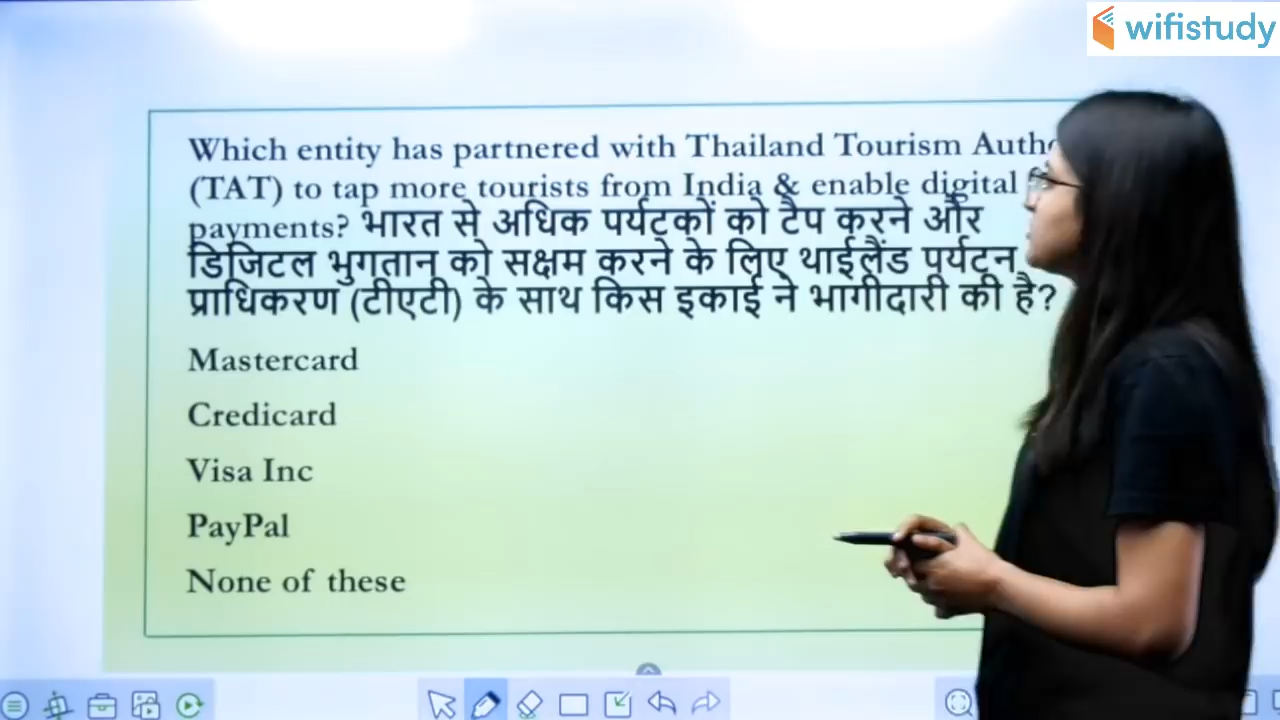 wifistudy
Which entity has partnered with Thailand Tourism
(TAT) to tap more tourists from India & enable digital
payments? भारत से अधिक पर्यटकों को टैप करने और
डिजिटल भुगतान को सक्षम करने के लिए थाईलैंड पर्यटन
प्राधिकरण (टीएटी) के साथ किस इकाई ने भागीदारी की है?
Mastercard
Credicard
Visa Inc
PayPal
None of these